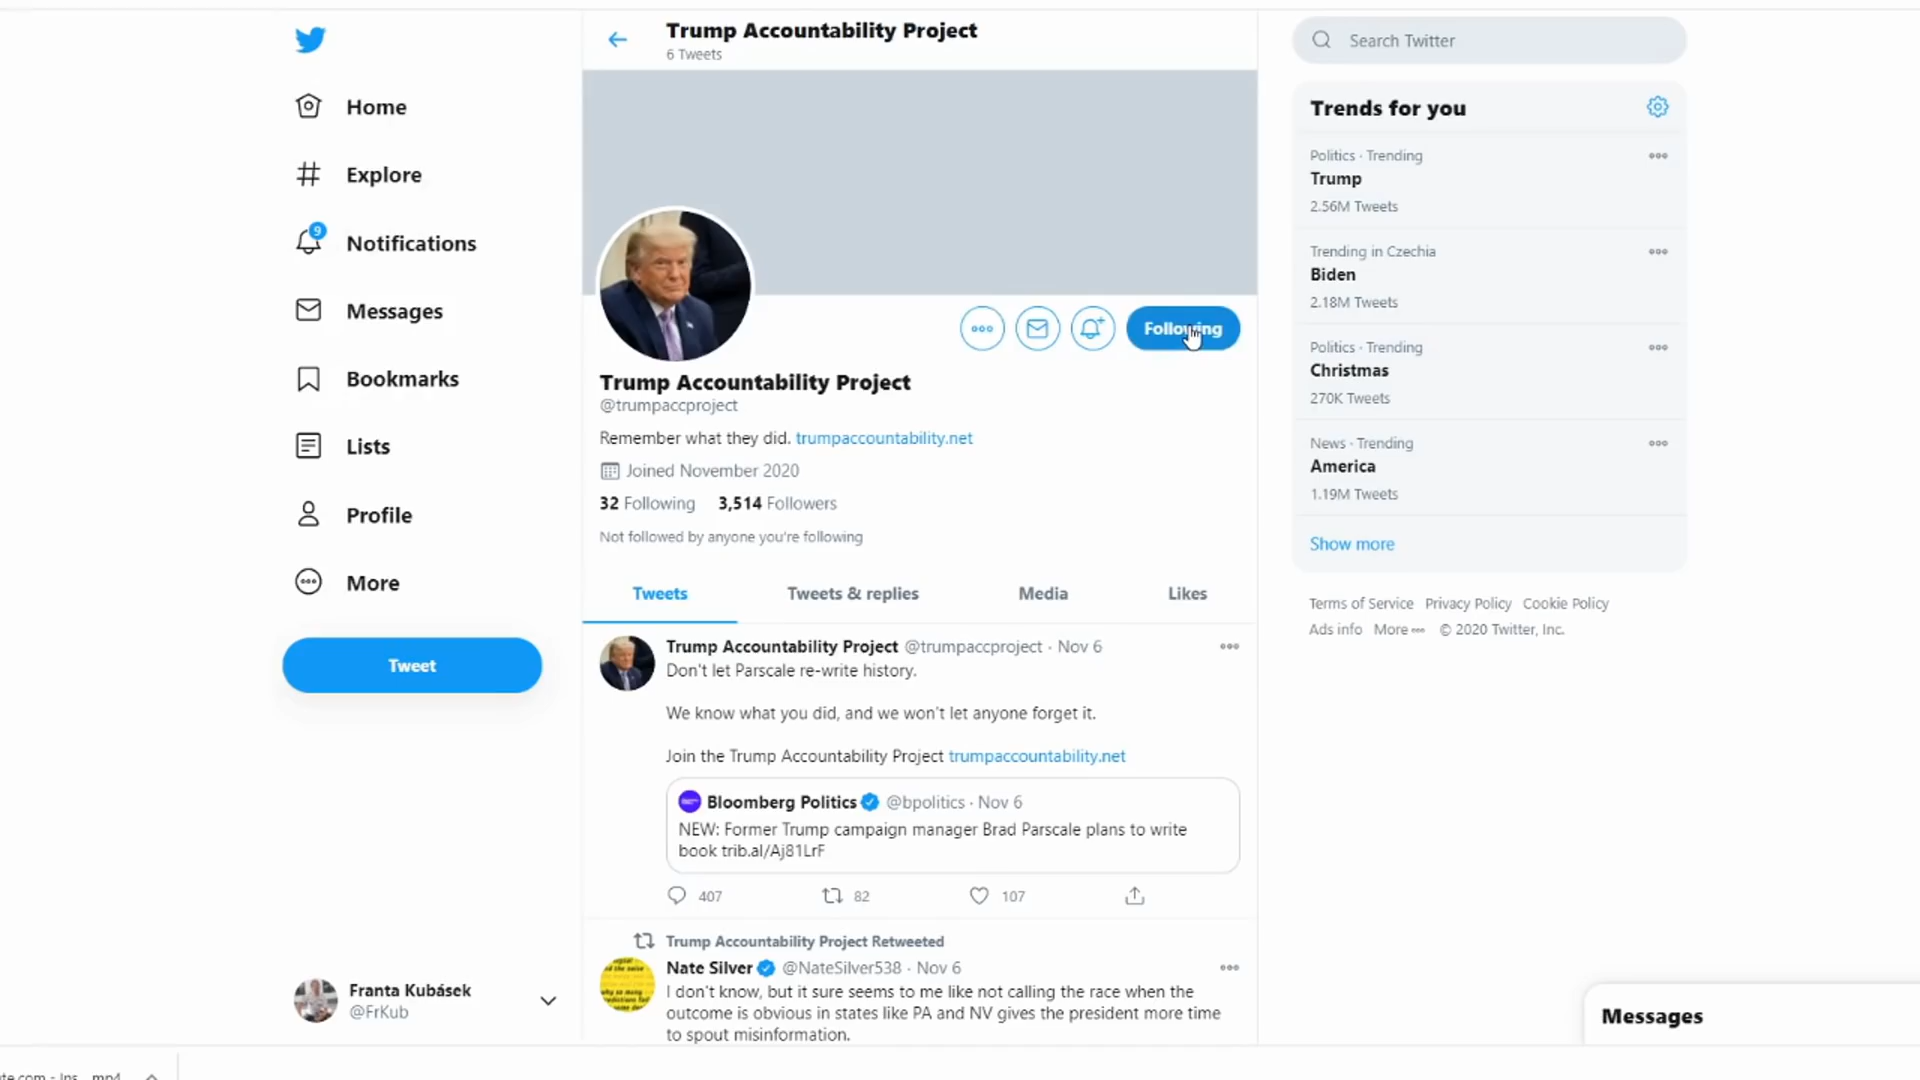 Trump Accountability Project
6 Tweets
Home
Explore
9
Notifications
Messages
Bookmarks
Lists
Profile
More
Tweet
Franta Kubásek
@FrKub
Following
Trump Accountability Project
@trumpaccproject
Remember what they did. trumpaccountability.net
Joined November 2020
32 Following 3,514 Followers
Not followed by anyone you're following
Tweets Tweets & replies Media Likes
Trump Accountability Project @trumpaccproject · Nov 6
Don't let Parscale re-write history.
We know what you did, and we won't let anyone forget it.
Join the Trump Accountability Project trumpaccountability.net
Bloomberg Politics @bpolitics · Nov 6
NEW: Former Trump campaign manager Brad Parscale plans to write
book trib.al/Aj81LrF
407 82 107
Trump Accountability Project Retweeted
Nate Silver @NateSilver538 · Nov 6
I don't know, but it sure seems to me like not calling the race when the
outcome is obvious in states like PA and NV gives the president more time
to spout misinformation.
Search Twitter
Trends for you
Politics · Trending
Trump
2.56M Tweets
Trending in Czechia
Biden
2.18M Tweets
Politics · Trending
Christmas
270K Tweets
News · Trending
America
1.19M Tweets
Show more
Terms of Service Privacy Policy Cookie Policy
Ads info More © 2020 Twitter, Inc.
Messages